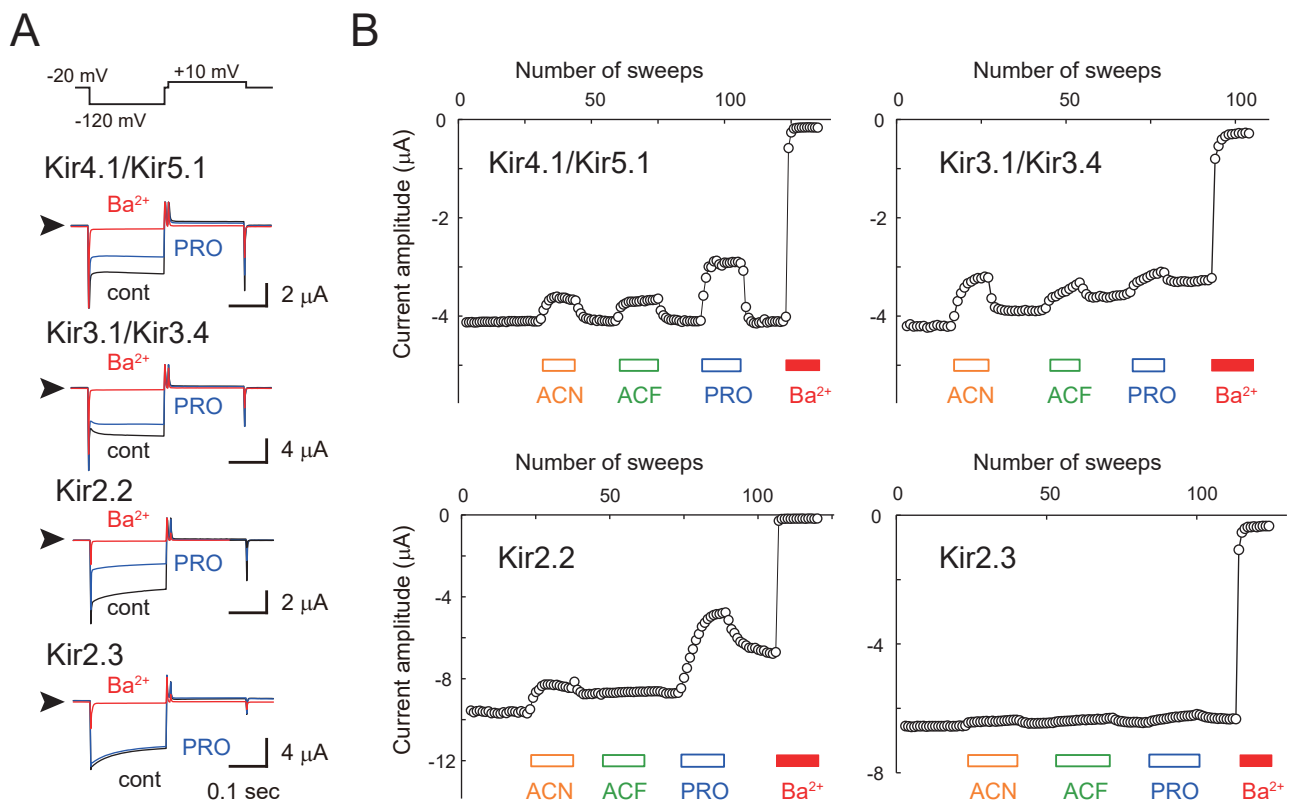 A
-20 mV
+10 mV
-120 mV
Kir4.1/Kir5.1
Ba²⁺
PRO
cont
2 μA
Kir3.1/Kir3.4
Ba²⁺
PRO
cont
4 μA
Kir2.2
Ba²⁺
PRO
cont
2 μA
Kir2.3
Ba²⁺
PRO
cont
4 μA
0.1 sec
B
Number of sweeps
0 50 100
Current amplitude (μA)
0
-2
-4
Kir4.1/Kir5.1
ACN ACF PRO Ba²⁺
Number of sweeps
0 50 100
0
-2
-4
Kir3.1/Kir3.4
ACN ACF PRO Ba²⁺
Number of sweeps
0 50 100
Current amplitude (μA)
0
-4
-8
-12
Kir2.2
ACN ACF PRO Ba²⁺
Number of sweeps
0 50 100
0
-4
-8
Kir2.3
ACN ACF PRO Ba²⁺